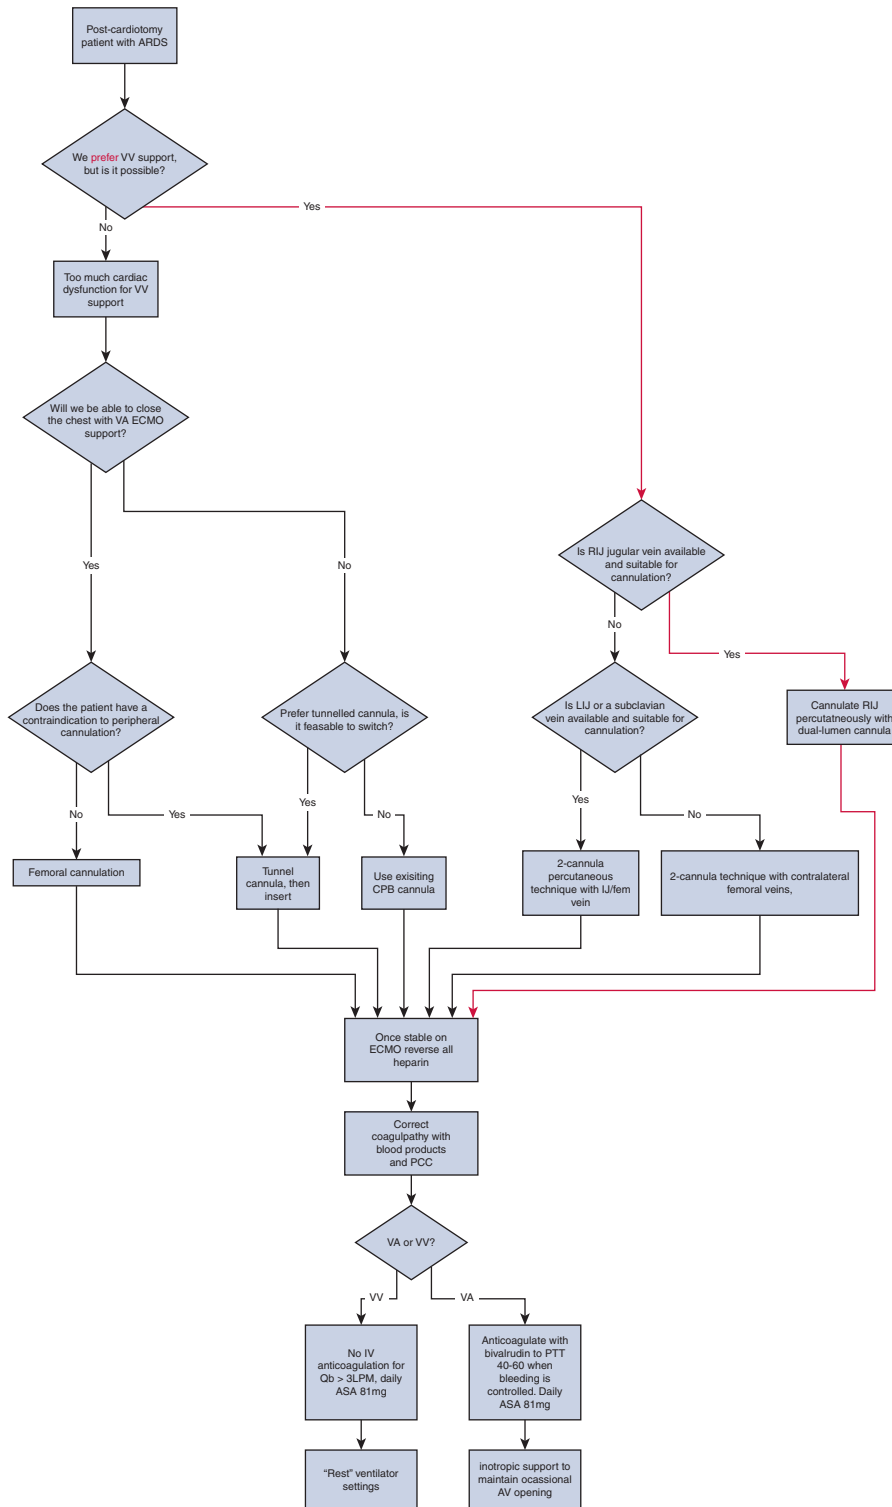 Post-cardiotomy
patient with ARDS
We prefer VV support,
but is it possible?
Yes
No
Too much cardiac
dysfunction for VV
support
Will we be able to close
the chest with VA ECMO
support?
Is RIJ jugular vein available
and suitable for
cannulation?
Yes
No
No
Yes
Does the patient have a
contraindication to peripheral
cannulation?
Prefer tunnelled cannula, is
it feasable to switch?
Is LIJ or a subclavian
vein available and suitable for
cannulation?
Cannulate RIJ
percutatneously with
dual-lumen cannula
No
Yes
Yes
No
Yes
No
Femoral cannulation
Tunnel
cannula, then
insert
Use exisiting
CPB cannula
2-cannula
percutaneous
technique with IJ/fem
vein
2-cannula technique with contralateral
femoral veins,
Once stable on
ECMO reverse all
heparin
Correct
coagulpathy with
blood products
and PCC
VA or VV?
VV
VA
No IV
anticoagulation for
Qb > 3LPM, daily
ASA 81mg
Anticoagulate with
bivalrudin to PTT
40-60 when
bleeding is
controlled. Daily
ASA 81mg
"Rest" ventilator
settings
inotropic support to
maintain ocassional
AV opening